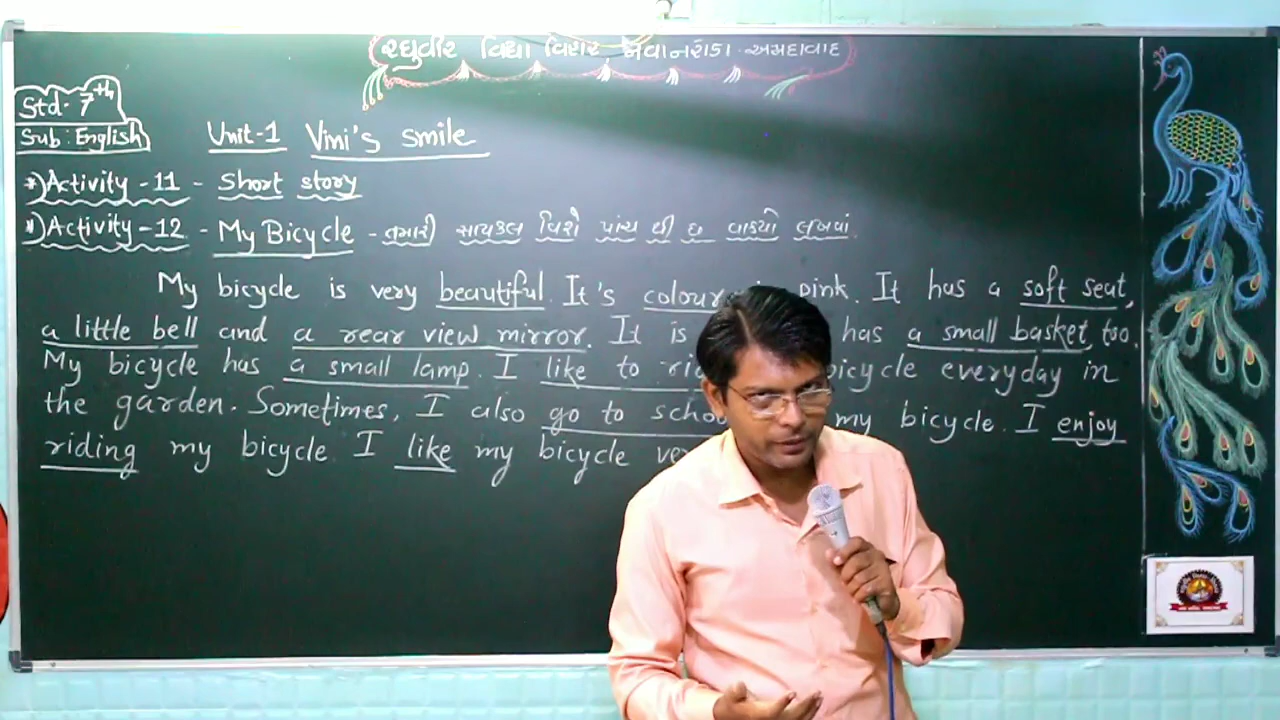 રઘુવીર વિદ્યા વિહાર, નવાનરોડા - અમદાવાદ
Std: 7th
Sub: English
Unit-1 Vini's smile
*) Activity - 11 - Short story
*) Activity - 12 - My Bicycle - તમારી સાયકલ વિશે પાંચ થી છ વાક્યો લખવાં.
My bicycle is very beautiful. It's colour pink. It has a soft seat,
a little bell and a rear view mirror. It is has a small basket, too.
My bicycle has a small lamp. I like to bicycle everyday in
the garden. Sometimes, I also go to my bicycle. I enjoy
riding my bicycle. I like my bicycle